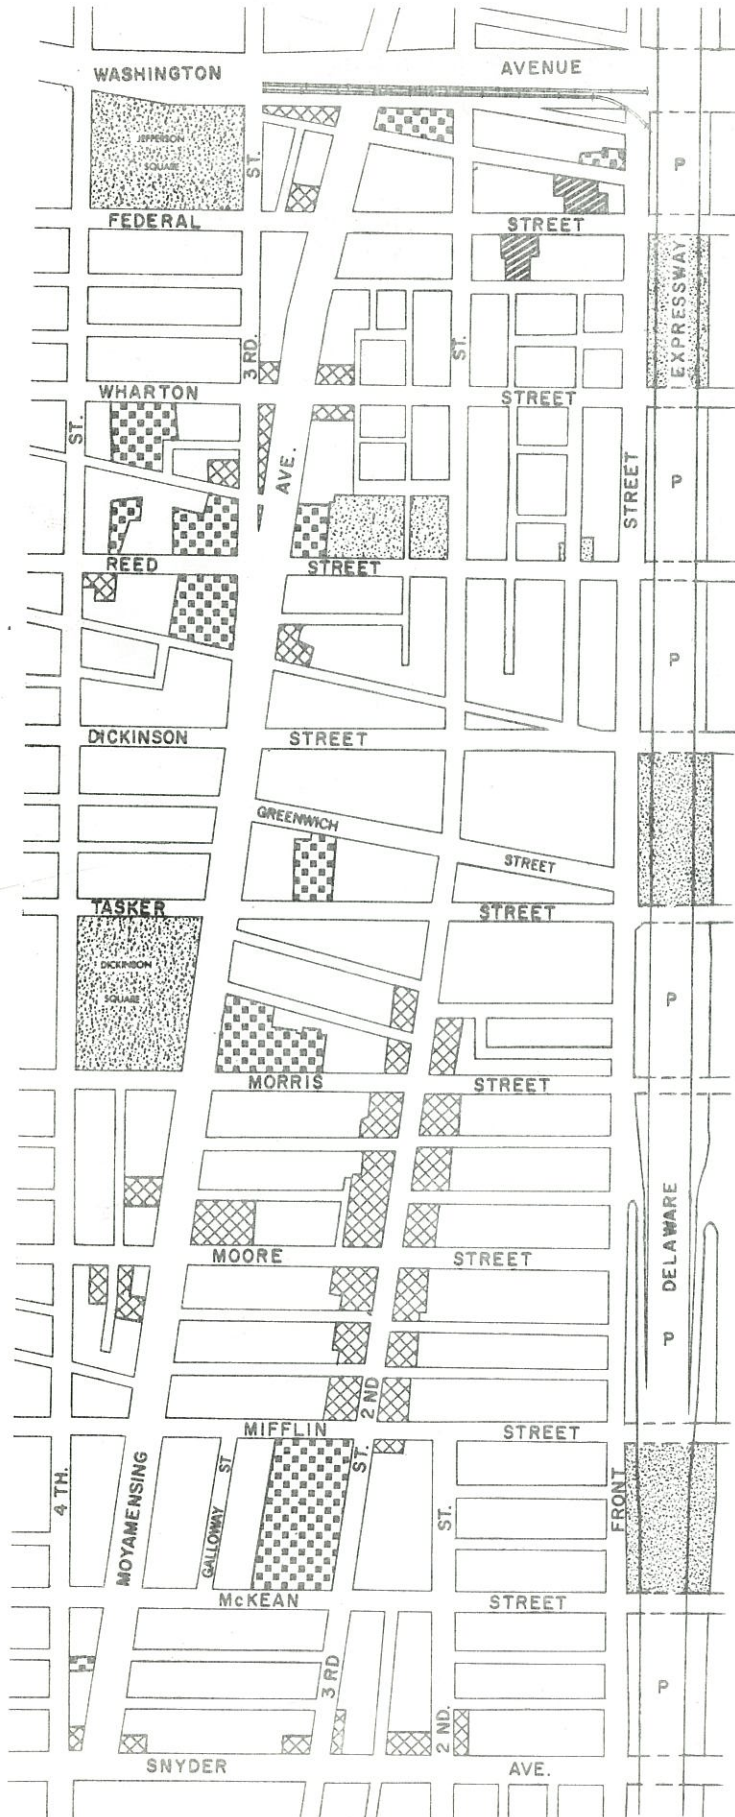 WASHINGTON AVENUE
JEFFERSON
SQUARE
ST.
P
FEDERAL STREET
EXPRESSWAY
3 RD.
ST.
WHARTON STREET
ST.
AVE.
STREET
P
REED STREET
P
DICKINSON STREET
GREENWICH STREET
TASKER STREET
DICKINSON
SQUARE
P
MORRIS STREET
DELAWARE
MOORE STREET
P
2 ND
MIFFLIN STREET
ST.
4 TH.
MOYAMENSING
GALLOWAY ST
ST.
FRONT
McKEAN STREET
3 RD
P
2 ND.
SNYDER AVE.